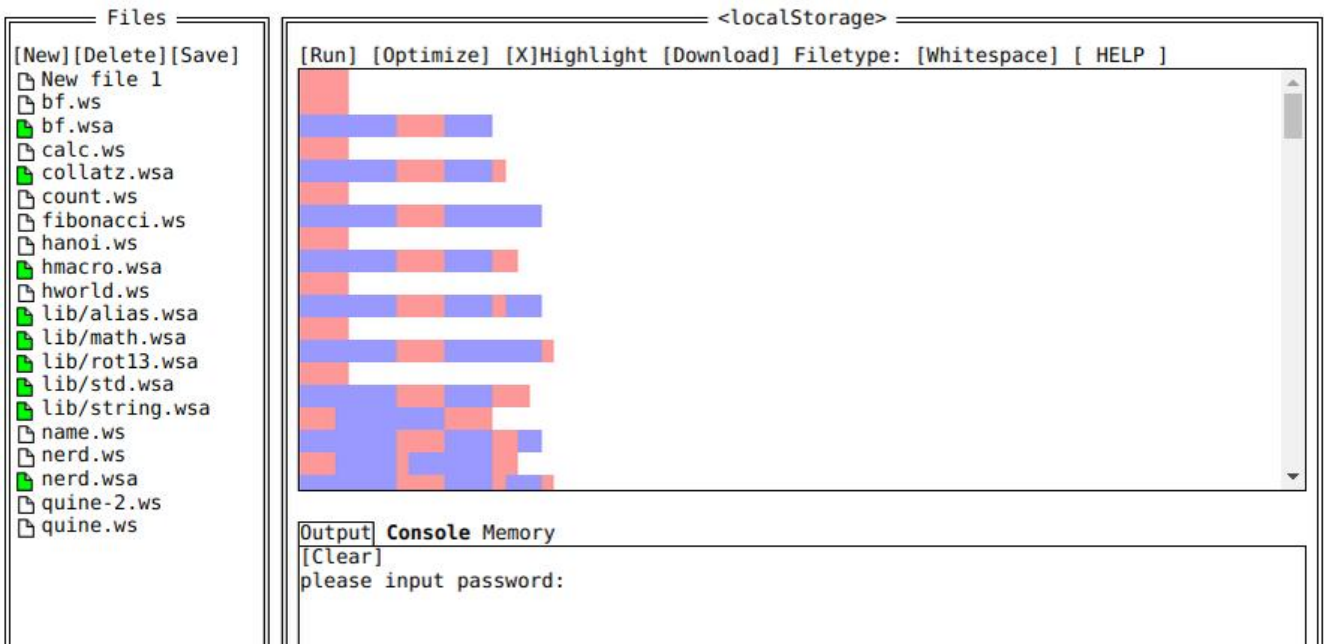 Files
[New][Delete][Save]
New file 1
bf.ws
bf.wsa
calc.ws
collatz.wsa
count.ws
fibonacci.ws
hanoi.ws
hmacro.wsa
hworld.ws
lib/alias.wsa
lib/math.wsa
lib/rot13.wsa
lib/std.wsa
lib/string.wsa
name.ws
nerd.ws
nerd.wsa
quine-2.ws
quine.ws
<localStorage>
[Run] [Optimize] [X]Highlight [Download] Filetype: [Whitespace] [ HELP ]
Output Console Memory
[Clear]
please input password: